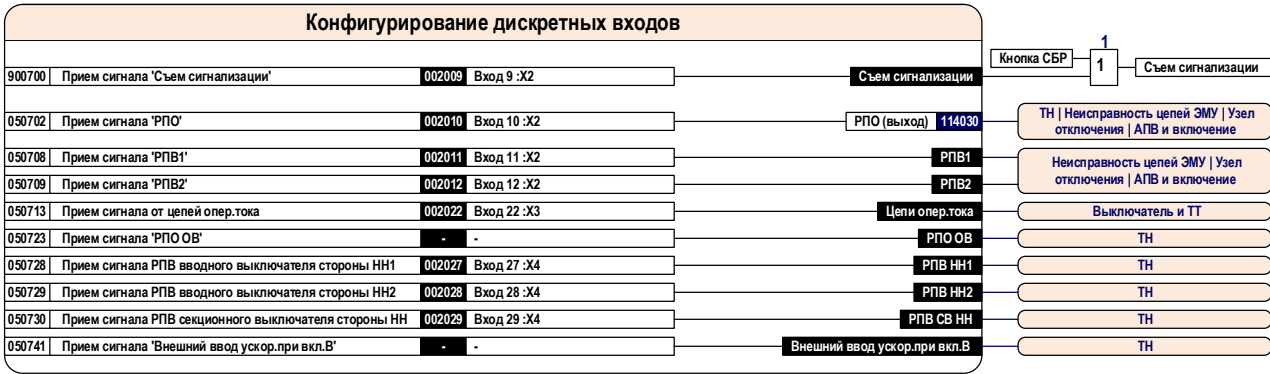 Конфигурирование дискретных входов
900700 Прием сигнала 'Съем сигнализации' 002009 Вход 9 :X2 Съем сигнализации
Кнопка СБР 1 1 Съем сигнализации
050702 Прием сигнала 'РПО' 002010 Вход 10 :X2 РПО (выход) 114030
ТН | Неисправность цепей ЭМУ | Узел
отключения | АПВ и включение
050708 Прием сигнала 'РПВ1' 002011 Вход 11 :X2 РПВ1
050709 Прием сигнала 'РПВ2' 002012 Вход 12 :X2 РПВ2
Неисправность цепей ЭМУ | Узел
отключения | АПВ и включение
050713 Прием сигнала от цепей опер.тока 002022 Вход 22 :X3 Цепи опер.тока Выключатель и ТТ
050723 Прием сигнала 'РПО ОВ' - - РПО ОВ ТН
050728 Прием сигнала РПВ вводного выключателя стороны НН1 002027 Вход 27 :X4 РПВ НН1 ТН
050729 Прием сигнала РПВ вводного выключателя стороны НН2 002028 Вход 28 :X4 РПВ НН2 ТН
050730 Прием сигнала РПВ секционного выключателя стороны НН 002029 Вход 29 :X4 РПВ СВ НН ТН
050741 Прием сигнала 'Внешний ввод ускор.при вкл.В' - - Внешний ввод ускор.при вкл.В ТН